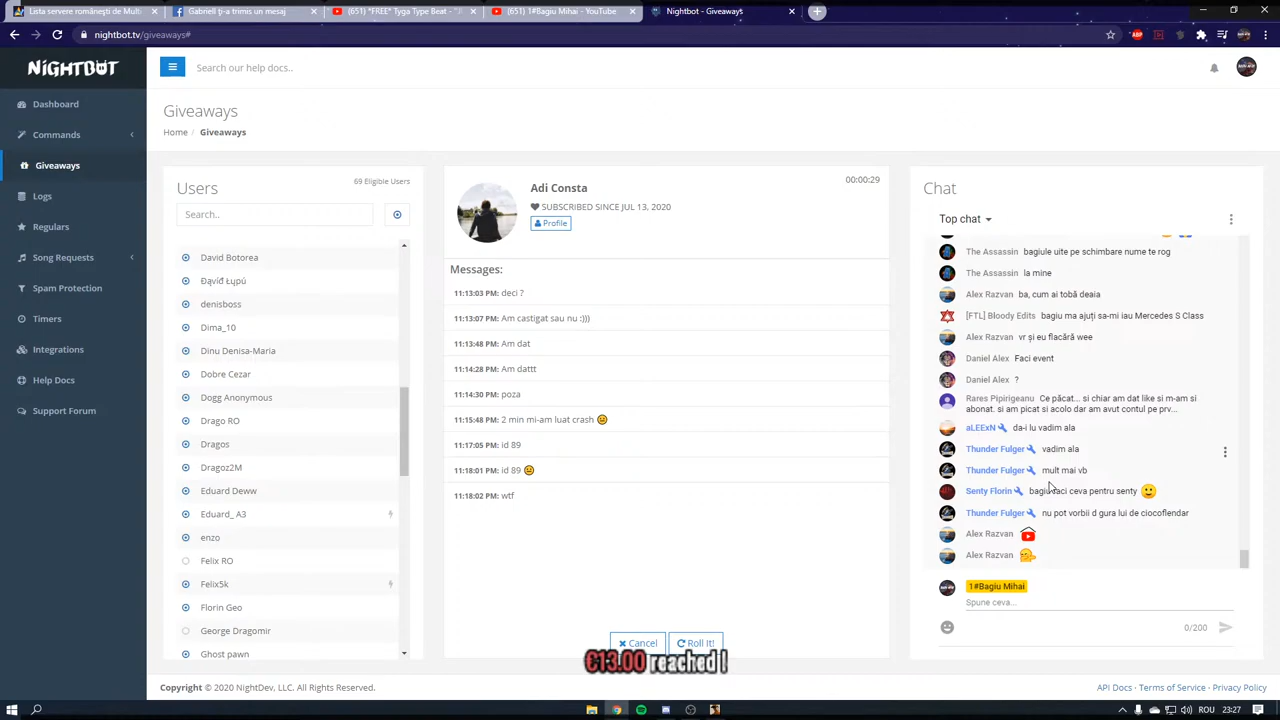 Lista servere românești de Multi
Gabriell ți-a trimis un mesaj
(651) *FREE* Tyga Type Beat - "J
(651) 1#Bagiu Mihai - YouTube
Nightbot - Giveaways
nightbot.tv/giveaways#
NIGHTBOT
Search our help docs..
Giveaways
Home / Giveaways
Dashboard
Commands
Giveaways
Logs
Regulars
Song Requests
Spam Protection
Timers
Integrations
Help Docs
Support Forum
Users
69 Eligible Users
Search..
David Botorea
Đąvíđ Łųpú
denisboss
Dima_10
Dinu Denisa-Maria
Dobre Cezar
Dogg Anonymous
Drago RO
Dragos
Dragoz2M
Eduard Deww
Eduard_ A3
enzo
Felix RO
Felix5k
Florin Geo
George Dragomir
Ghost pawn
Adi Consta
00:00:29
SUBSCRIBED SINCE JUL 13, 2020
Profile
Messages:
11:13:03 PM: deci ?
11:13:07 PM: Am castigat sau nu :)))
11:13:48 PM: Am dat
11:14:28 PM: Am dattt
11:14:30 PM: poza
11:15:48 PM: 2 min mi-am luat crash
11:17:05 PM: id 89
11:18:01 PM: id 89
11:18:02 PM: wtf
Cancel
Roll It!
€13.00 reached !
Chat
Top chat
The Assassin bagiule uite pe schimbare nume te rog
The Assassin la mine
Alex Razvan ba, cum ai tobă deaia
[FTL] Bloody Edits bagiu ma ajuți sa-mi iau Mercedes S Class
Alex Razvan vr și eu flacără wee
Daniel Alex Faci event
Daniel Alex ?
Rares Pipirigeanu Ce păcat... si chiar am dat like si m-am si
abonat. si am picat si acolo dar am avut contul pe prv...
aLEExN da-i lu vadim ala
Thunder Fulger vadim ala
Thunder Fulger mult mai vb
Senty Florin bagiu faci ceva pentru senty
Thunder Fulger nu pot vorbii d gura lui de ciocoflendar
Alex Razvan
Alex Razvan
1#Bagiu Mihai
Spune ceva...
0/200
Copyright © 2020 NightDev, LLC. All Rights Reserved.
API Docs - Terms of Service - Privacy Policy
ROU 23:27